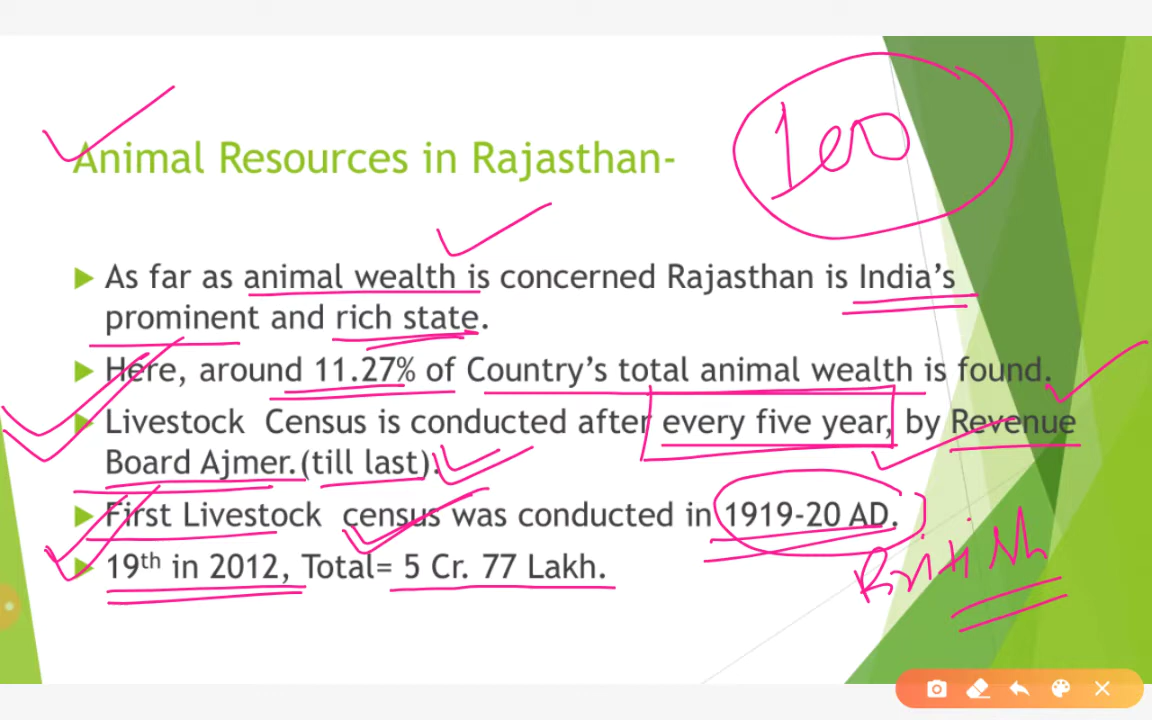 Animal Resources in Rajasthan-
100
As far as animal wealth is concerned Rajasthan is India's
prominent and rich state.
Here, around 11.27% of Country's total animal wealth is found.
Livestock Census is conducted after every five year, by Revenue
Board Ajmer.(till last).
First Livestock census was conducted in 1919-20 AD.
19th in 2012, Total= 5 Cr. 77 Lakh.
British